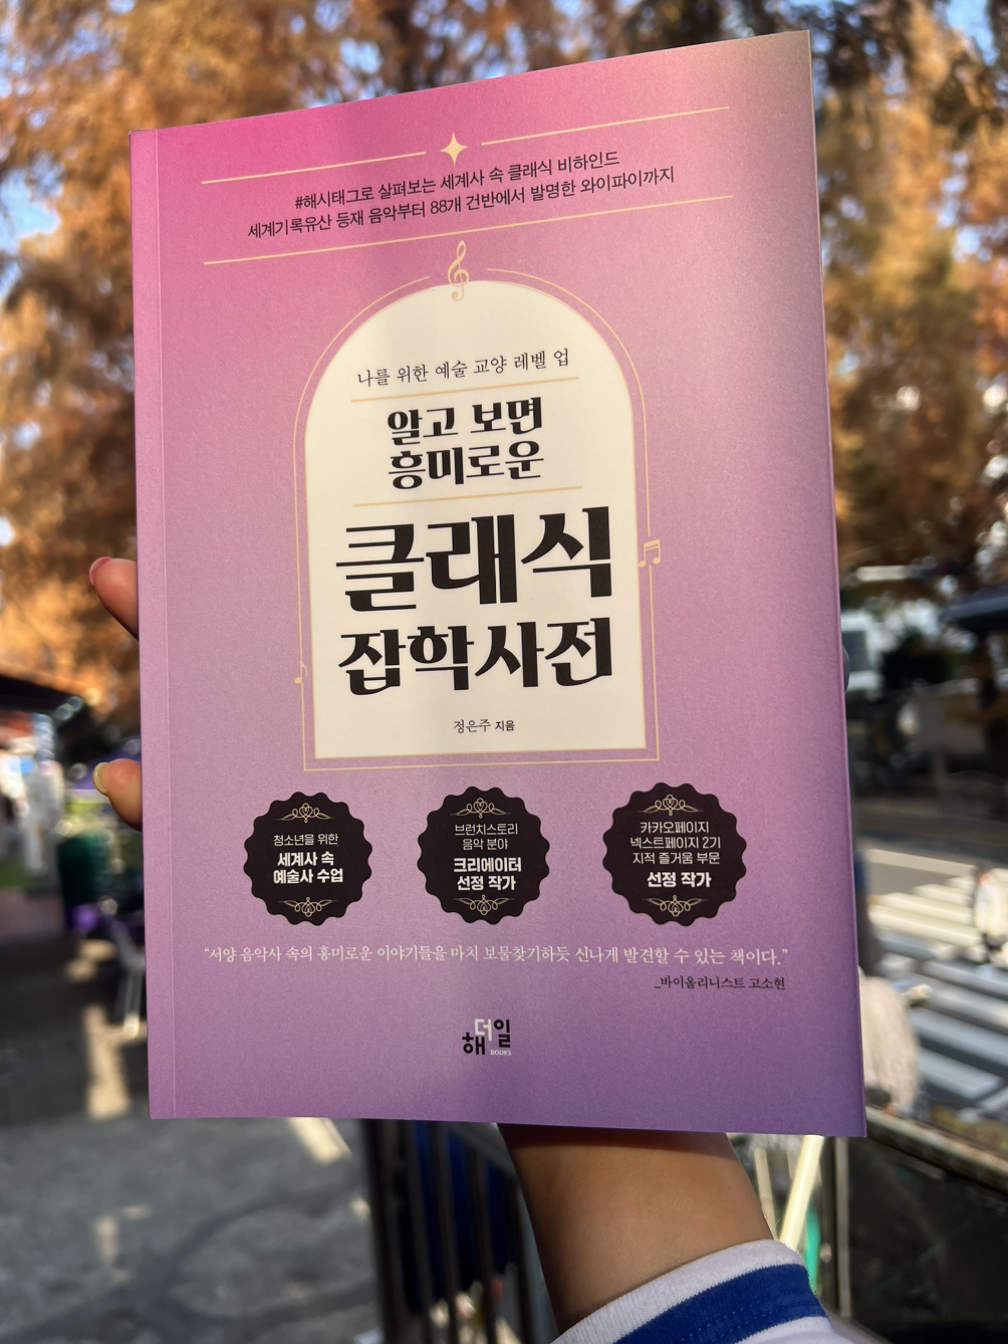 #해시태그로 살펴보는 세계사 속 클래식 비하인드
세계기록유산 등재 음악부터 88개 건반에서 발명한 와이파이까지
나를 위한 예술 교양 레벨 업
알고 보면
흥미로운
클래식
잡학사전
정은주 지음
청소년을 위한
세계사 속
예술사 수업
브런치스토리
음악 분야
크리에이터
선정 작가
카카오페이지
넥스트페이지 2기
지적 즐거움 부문
선정 작가
“서양 음악사 속의 흥미로운 이야기들을 마치 보물찾기하듯 신나게 발견할 수 있는 책이다.”
_바이올리니스트 고소현
해더일
BOOKS